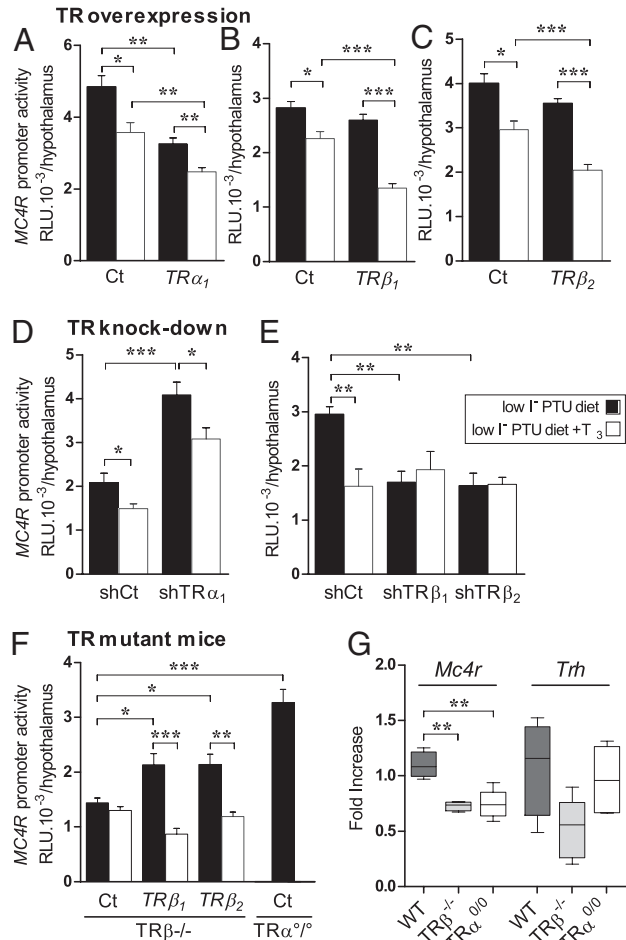 TR overexpression
A
MC4R promoter activity
RLU.10⁻³/hypothalamus
6
4
2
0
**
*
**
**
Ct
TRα₁
B
RLU.10⁻³/hypothalamus
4
3
2
1
0
*
***
***
Ct
TRβ₁
C
RLU.10⁻³/hypothalamus
5
4
3
2
1
0
*
***
***
Ct
TRβ₂
D
TR knock-down
MC4R promoter activity
RLU.10⁻³/hypothalamus
5
4
3
2
1
0
***
*
*
shCt
shTRα₁
E
RLU.10⁻³/hypothalamus
4
3
2
1
0
**
**
**
shCt
shTRβ₁
shTRβ₂
low I⁻ PTU diet
low I⁻ PTU diet +T₃
F
TR mutant mice
MC4R promoter activity
RLU.10⁻³/hypothalamus
4
3
2
1
0
***
*
*
***
**
Ct
TRβ₁
TRβ₂
Ct
TRβ-/-
TRα°/°
G
Mc4r
Trh
Fold Increase
2.0
1.5
1.0
0.5
0.0
**
**
WT
TRβ⁻/⁻
TRα⁰/⁰
WT
TRβ⁻/⁻
TRα⁰/⁰